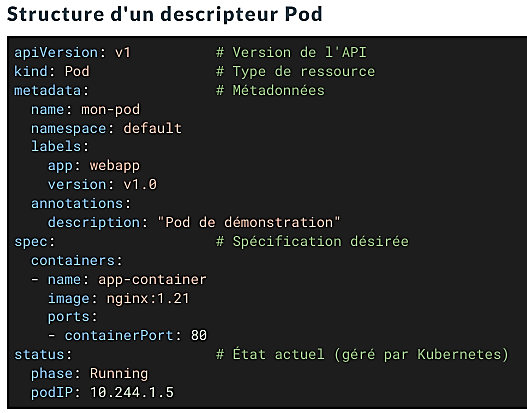 Structure d'un descripteur Pod
apiVersion: v1          # Version de l'API
kind: Pod               # Type de ressource
metadata:               # Métadonnées
  name: mon-pod
  namespace: default
  labels:
    app: webapp
    version: v1.0
  annotations:
    description: "Pod de démonstration"
spec:                   # Spécification désirée
  containers:
  - name: app-container
    image: nginx:1.21
    ports:
    - containerPort: 80
status:                 # État actuel (géré par Kubernetes)
  phase: Running
  podIP: 10.244.1.5